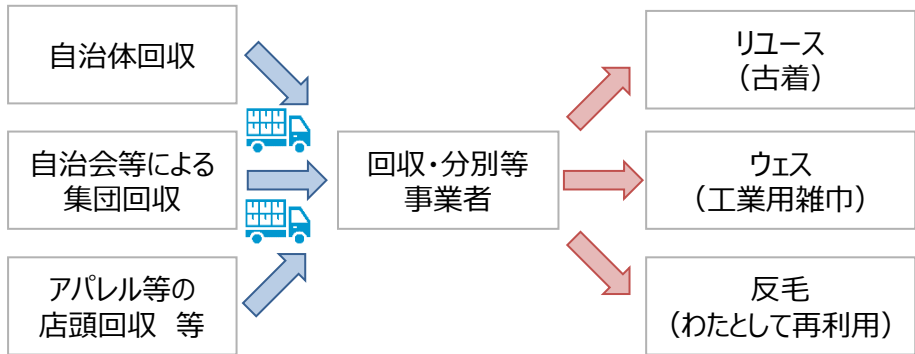 自治体回収
自治会等による
集団回収
アパレル等の
店頭回収　等
回収・分別等
事業者
リユース
（古着）
ウェス
（工業用雑巾）
反毛
（わたとして再利用）